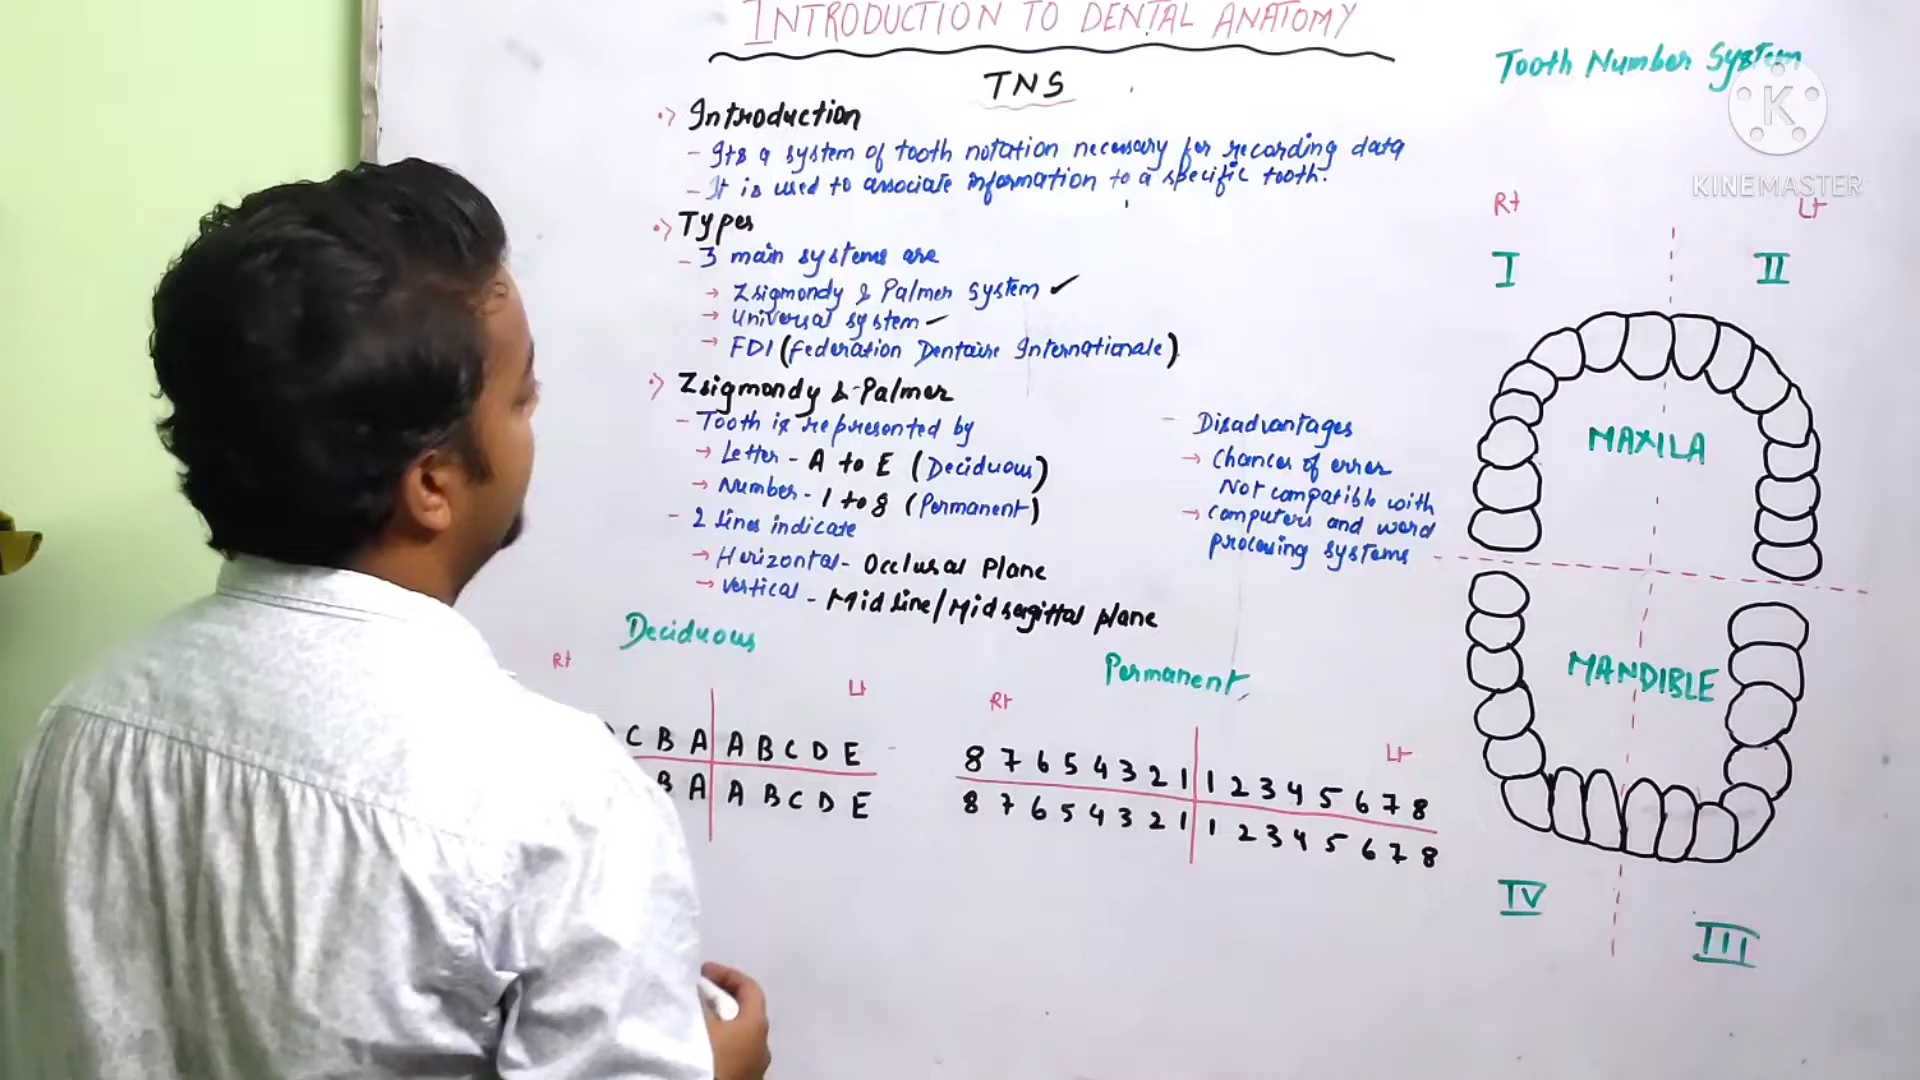 INTRODUCTION TO DENTAL ANATOMY
TNS
Introduction
- Its a system of tooth notation necessary for recording data
- It is used to associate information to a specific tooth.
Types
- 3 main systems are
→ Zsigmondy & Palmer system ✓
→ Universal system
→ FDI (Federation Dentaire Internationale)
Zsigmondy & Palmer
- Tooth is represented by
→ Letter - A to E (Deciduous)
→ Number - 1 to 8 (Permanent)
- 2 lines indicate
→ Horizontal - Occlusal Plane
→ Vertical - Midline/Midsagittal plane
- Disadvantages
→ Chances of error
Not compatible with
→ computers and word
processing systems
Deciduous
Rt
Lt
C B A A B C D E
B A A B C D E
Permanent
Rt
Lt
8 7 6 5 4 3 2 1 1 2 3 4 5 6 7 8
8 7 6 5 4 3 2 1 1 2 3 4 5 6 7 8
Tooth Number System
K
KINEMASTER
Rt
Lt
I
II
MAXILA
MANDIBLE
IV
III